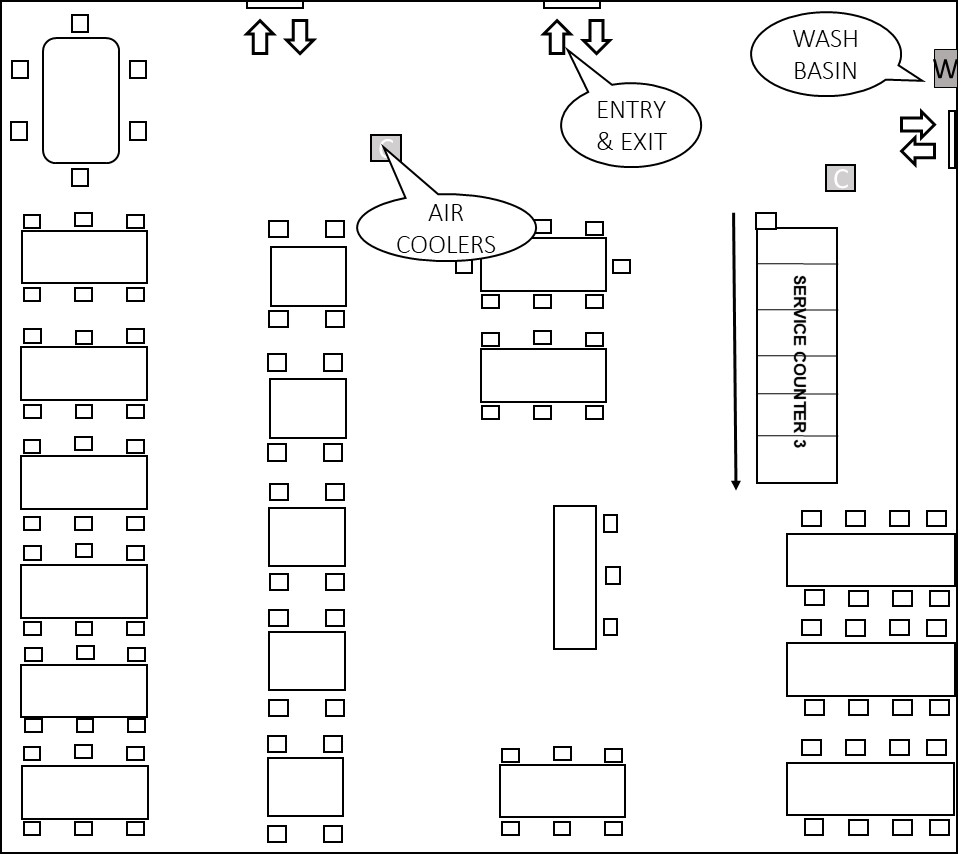 WASH
BASIN
W
ENTRY
& EXIT
C
C
AIR
COOLERS
SERVICE COUNTER 3